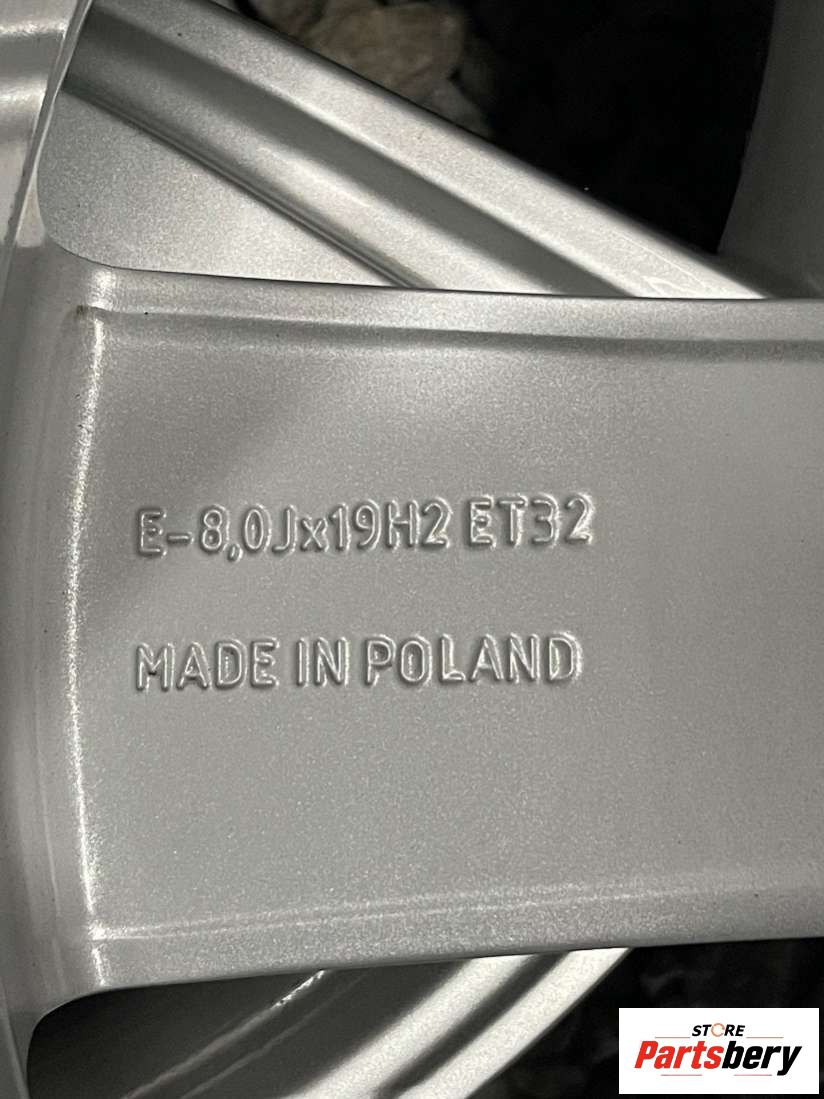 E-8,0Jx19H2 ET32
MADE IN POLAND
STORE
Partsbery